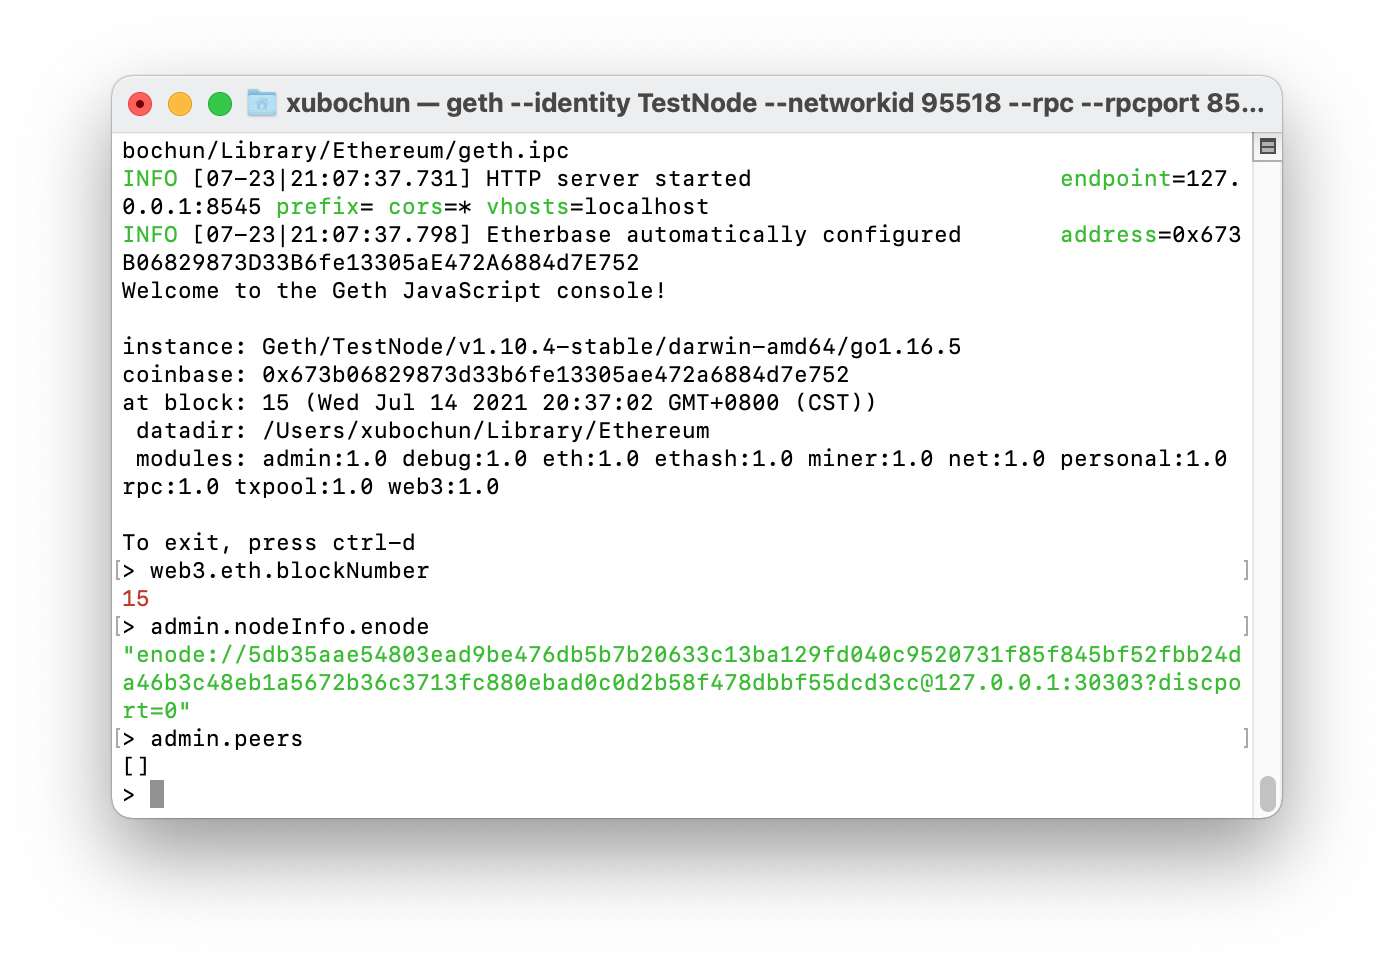 xubochun — geth --identity TestNode --networkid 95518 --rpc --rpcport 85...
bochun/Library/Ethereum/geth.ipc
INFO [07-23|21:07:37.731] HTTP server started endpoint=127.
0.0.1:8545 prefix= cors=* vhosts=localhost
INFO [07-23|21:07:37.798] Etherbase automatically configured address=0x673
B06829873D33B6fe13305aE472A6884d7E752
Welcome to the Geth JavaScript console!
instance: Geth/TestNode/v1.10.4-stable/darwin-amd64/go1.16.5
coinbase: 0x673b06829873d33b6fe13305ae472a6884d7e752
at block: 15 (Wed Jul 14 2021 20:37:02 GMT+0800 (CST))
datadir: /Users/xubochun/Library/Ethereum
modules: admin:1.0 debug:1.0 eth:1.0 ethash:1.0 miner:1.0 net:1.0 personal:1.0
rpc:1.0 txpool:1.0 web3:1.0
To exit, press ctrl-d
[> web3.eth.blockNumber ]
15
[> admin.nodeInfo.enode ]
"enode://5db35aae54803ead9be476db5b7b20633c13ba129fd040c9520731f85f845bf52fbb24d
a46b3c48eb1a5672b36c3713fc880ebad0c0d2b58f478dbbf55dcd3cc@127.0.0.1:30303?discpo
rt=0"
[> admin.peers ]
[]
>